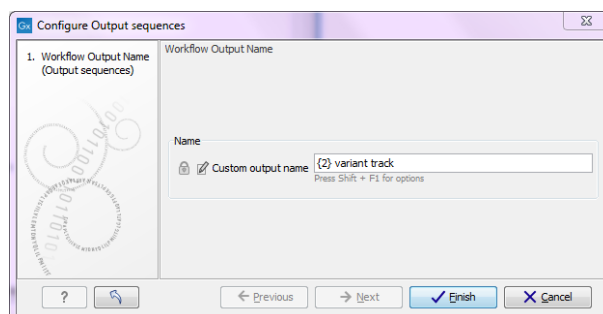 Gx Configure Output sequences
1. Workflow Output Name
(Output sequences)
Workflow Output Name
Name
Custom output name {2} variant track
Press Shift + F1 for options
? Previous Next Finish Cancel